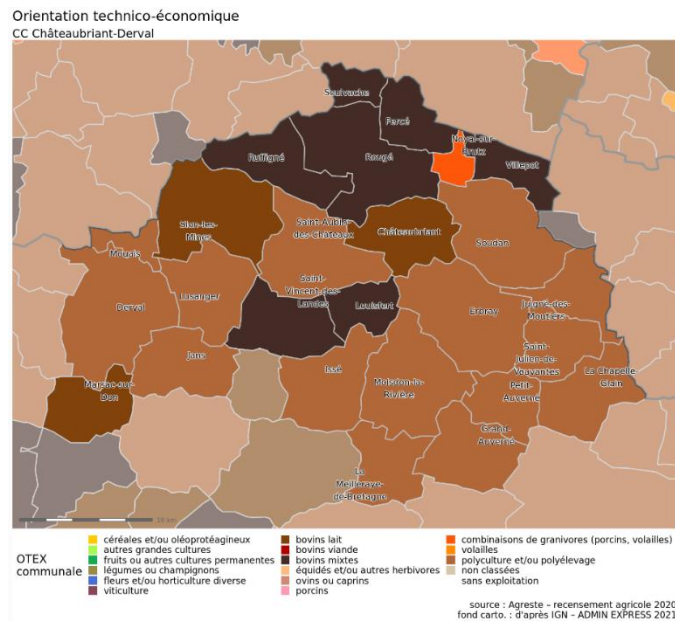 Orientation technico-économique
CC Châteaubriant-Derval
Soulvache
Fercé
Noyal-sur-
Brutz
Ruffigné
Rougé
Villepot
Sion-les-
Mines
Saint-Aubin-
des-Châteaux
Châteaubriant
Soudan
Mouais
Saint-
Vincent-des-
Landes
Lusanger
Derval
Louisfert
Erbray
Juigné-des-
Moutiers
Saint-
Julien-de-
Vouvantes
Jans
Issé
La Chapelle
Glain
Marsac-sur-
Don
Moisdon-la-
Rivière
Petit-
Auverné
Grand-
Auverné
La
Meilleraye-
de-Bretagne
10 km
OTEX
communale
céréales et/ou oléoprotéagineux
autres grandes cultures
fruits ou autres cultures permanentes
légumes ou champignons
fleurs et/ou horticulture diverse
viticulture
bovins lait
bovins viande
bovins mixtes
équidés et/ou autres herbivores
ovins ou caprins
porcins
combinaisons de granivores (porcins, volailles)
volailles
polyculture et/ou polyélevage
non classées
sans exploitation
source : Agreste – recensement agricole 2020
fond carto. : d'après IGN – ADMIN EXPRESS 2021